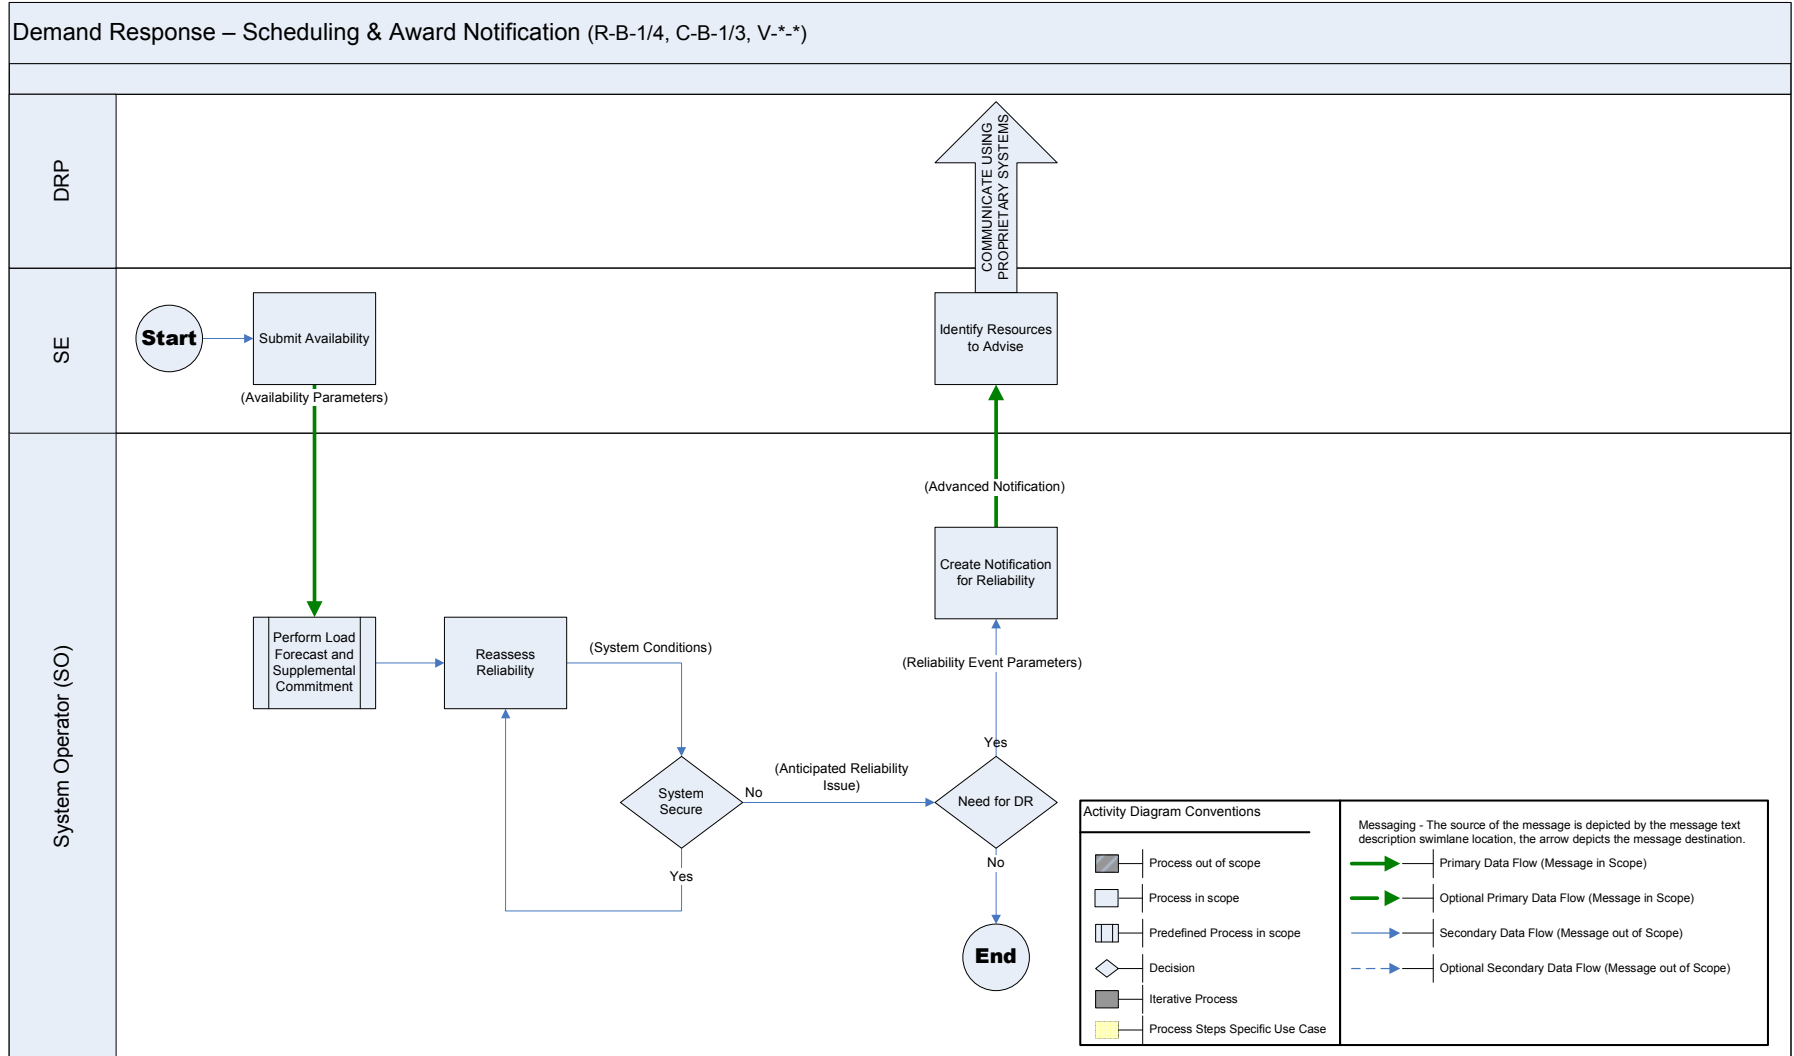 Demand Response – Scheduling & Award Notification (R-B-1/4, C-B-1/3, V-*-*)
DRP
COMMUNICATE USING
PROPRIETARY SYSTEMS
SE
Start
Submit Availability
(Availability Parameters)
Identify Resources
to Advise
System Operator (SO)
(Advanced Notification)
Create Notification
for Reliability
Perform Load
Forecast and
Supplemental
Commitment
Reassess
Reliability
(System Conditions)
(Reliability Event Parameters)
Yes
System
Secure
No
(Anticipated Reliability
Issue)
Need for DR
Yes
No
End
Activity Diagram Conventions
Process out of scope
Process in scope
Predefined Process in scope
Decision
Iterative Process
Process Steps Specific Use Case
Messaging - The source of the message is depicted by the message text
description swimlane location, the arrow depicts the message destination.
Primary Data Flow (Message in Scope)
Optional Primary Data Flow (Message in Scope)
Secondary Data Flow (Message out of Scope)
Optional Secondary Data Flow (Message out of Scope)